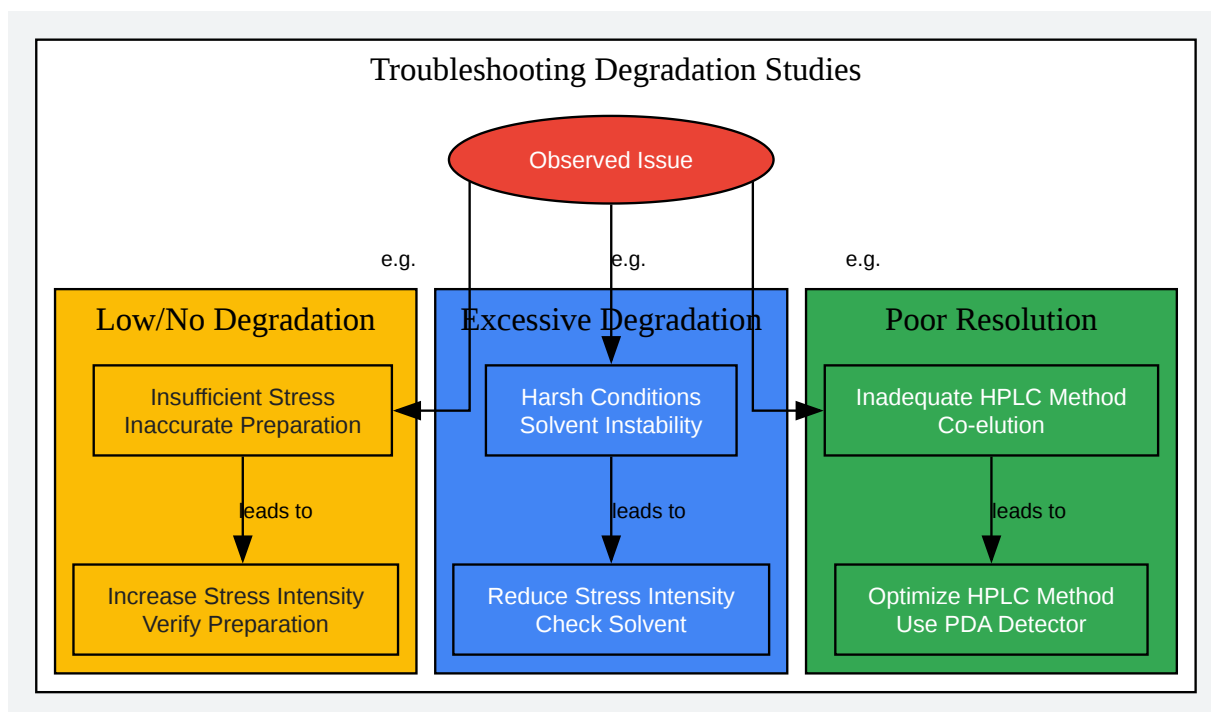 Troubleshooting Degradation Studies
Observed Issue
e.g.
e.g.
e.g.
Low/No Degradation
Excessive Degradation
Poor Resolution
Insufficient Stress
Inaccurate Preparation
Harsh Conditions
Solvent Instability
Inadequate HPLC Method
Co-elution
leads to
leads to
leads to
Increase Stress Intensity
Verify Preparation
Reduce Stress Intensity
Check Solvent
Optimize HPLC Method
Use PDA Detector